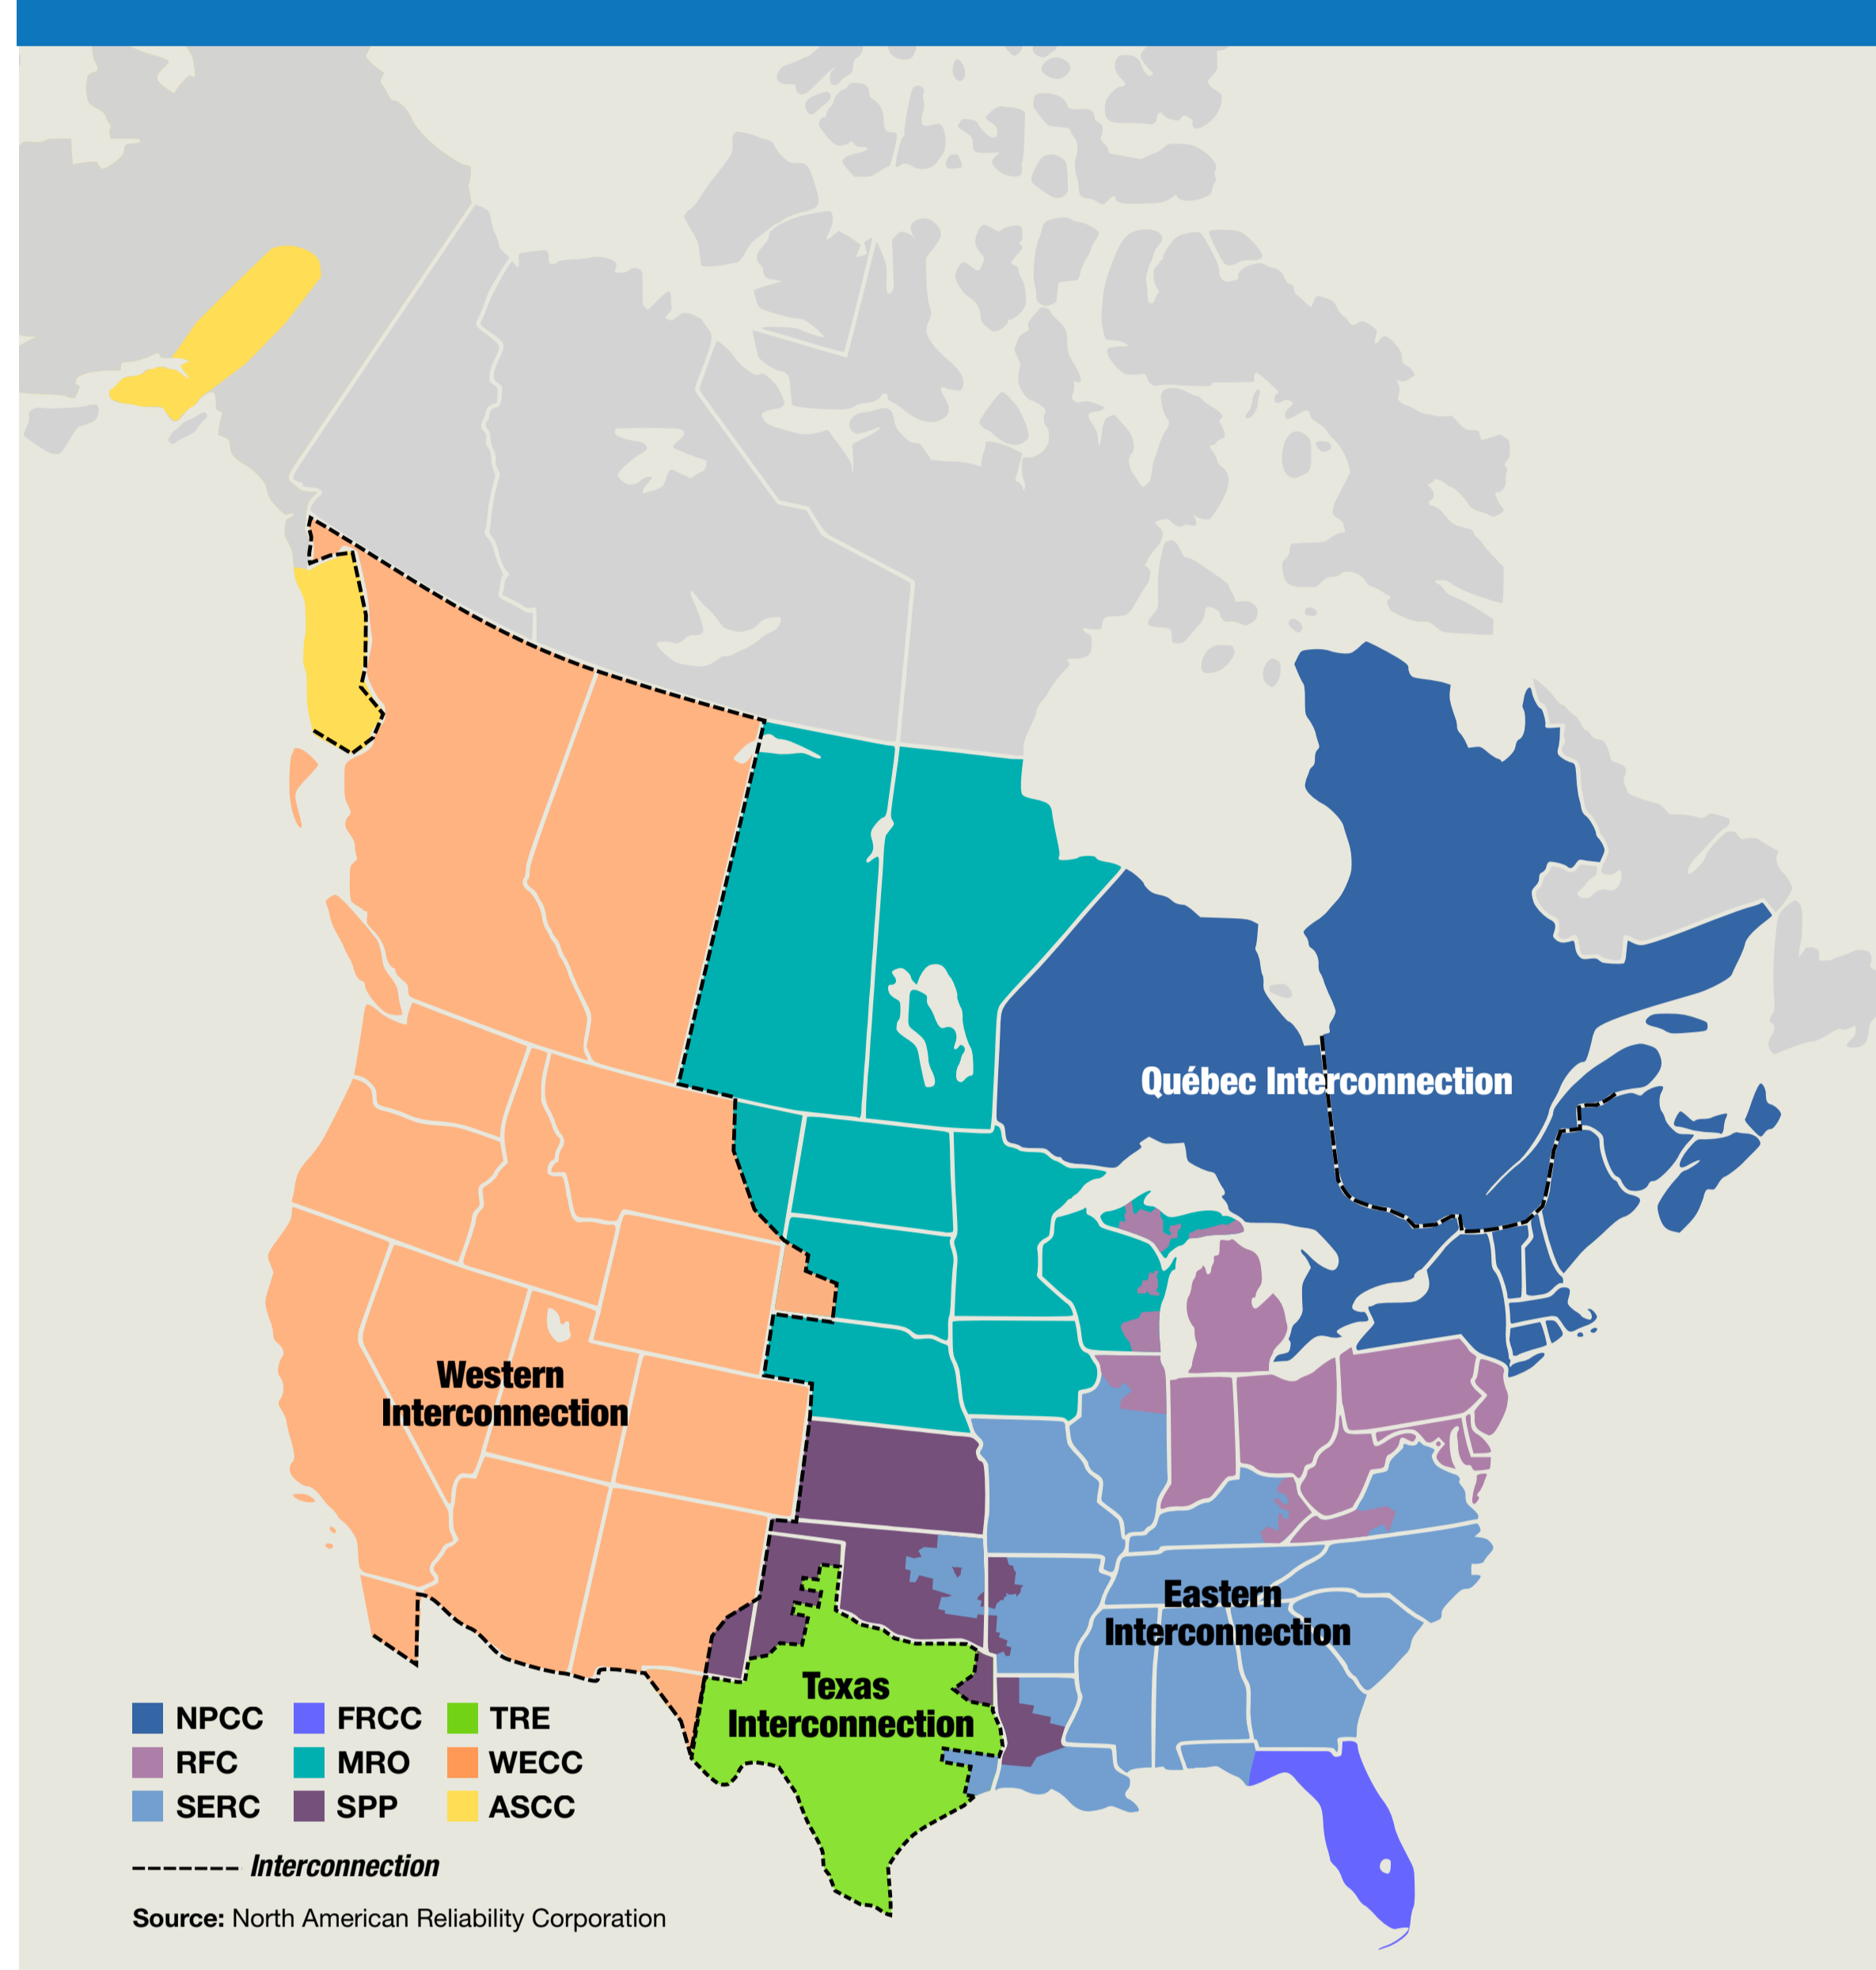 Québec Interconnection
Western
Interconnection
Eastern
Interconnection
Texas
Interconnection
NPCC FRCC TRE
RFC MRO WECC
SERC SPP ASCC
Interconnection
Source: North American Reliability Corporation